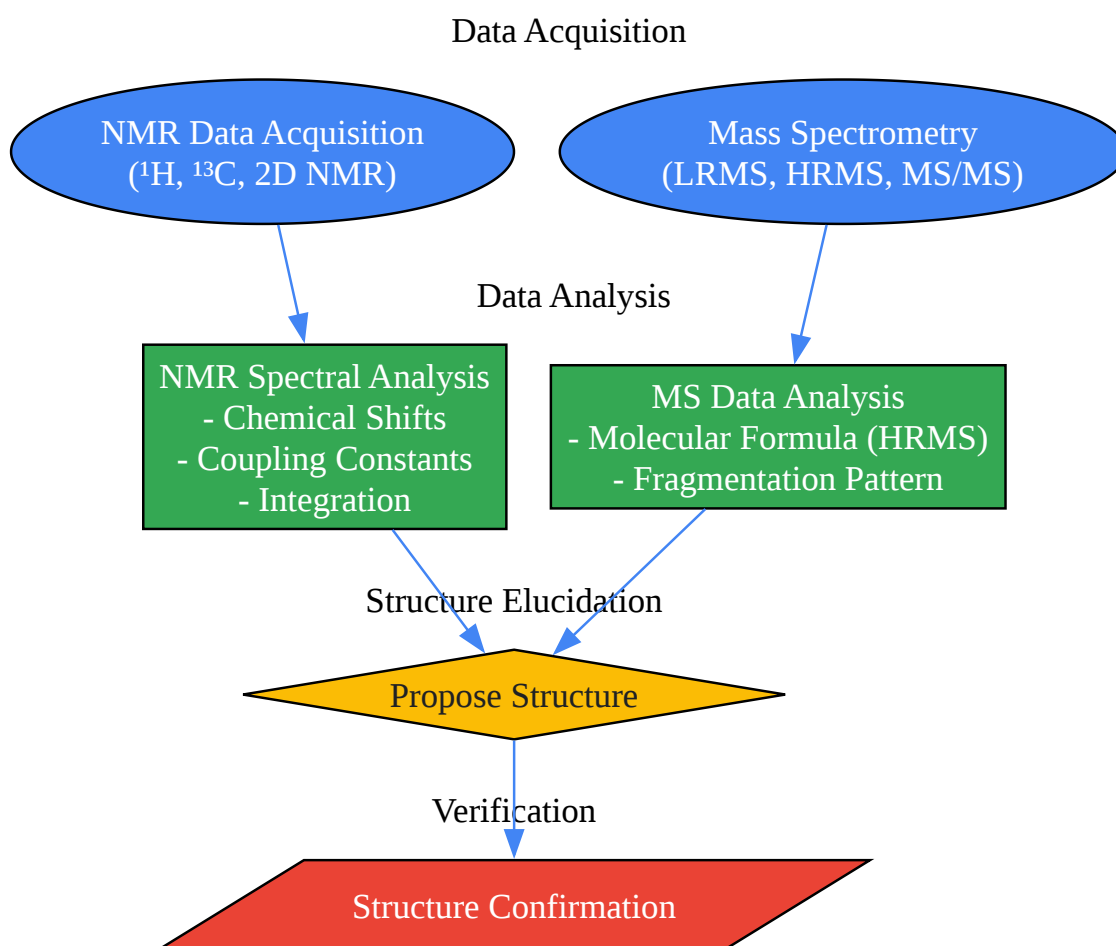 Data Acquisition
NMR Data Acquisition
(¹H, ¹³C, 2D NMR)
Mass Spectrometry
(LRMS, HRMS, MS/MS)
Data Analysis
NMR Spectral Analysis
- Chemical Shifts
- Coupling Constants
- Integration
MS Data Analysis
- Molecular Formula (HRMS)
- Fragmentation Pattern
Structure Elucidation
Propose Structure
Verification
Structure Confirmation